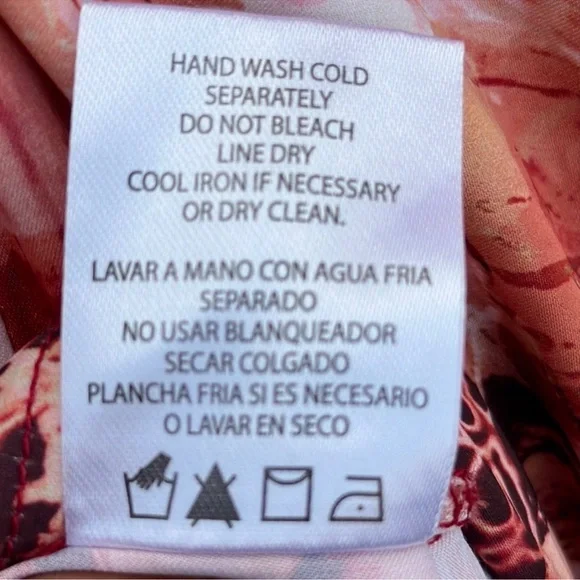 HAND WASH COLD
SEPARATELY
DO NOT BLEACH
LINE DRY
COOL IRON IF NECESSARY
OR DRY CLEAN.
LAVAR A MANO CON AGUA FRIA
SEPARADO
NO USAR BLANQUEADOR
SECAR COLGADO
PLANCHA FRIA SI ES NECESARIO
O LAVAR EN SECO